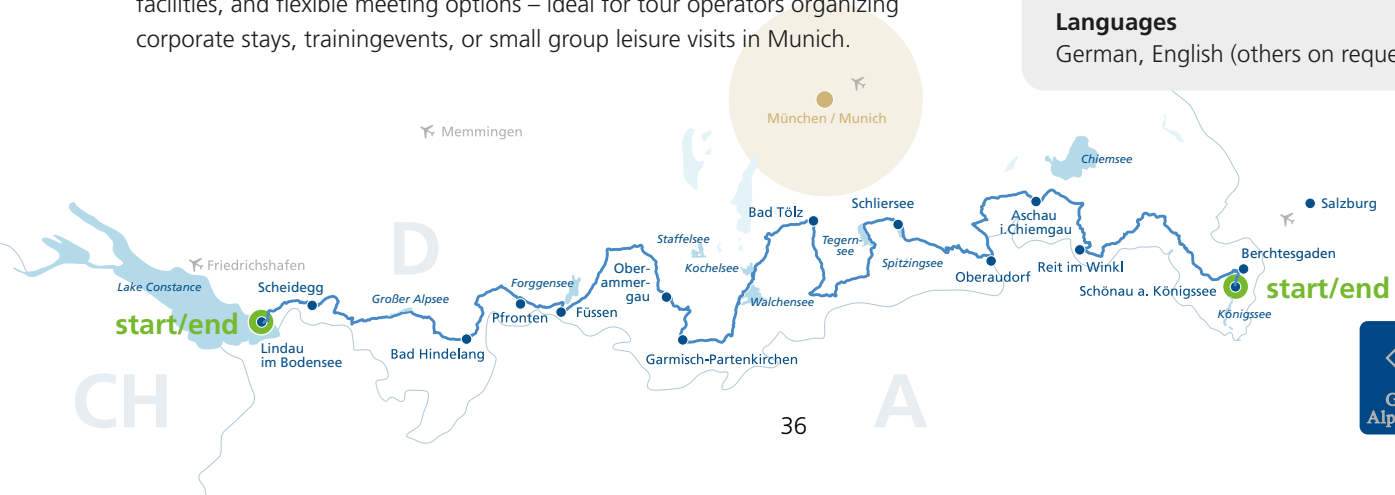 facilities, and flexible meeting options – ideal for tour operators organizing
corporate stays, trainingevents, or small group leisure visits in Munich.
Languages
German, English (others on reque
München / Munich
Memmingen
Chiemsee
Salzburg
D
Friedrichshafen
Lake Constance
Scheidegg
Großer Alpsee
Forggensee
Staffelsee
Kochelsee
Bad Tölz
Schliersee
Tegern-
see
Spitzingsee
Aschau
i.Chiemgau
Berchtesgaden
Ober-
ammer-
gau
Walchensee
Oberaudorf
Reit im Winkl
Schönau a. Königssee
start/end
Königssee
start/end
Pfronten
Füssen
Lindau
im Bodensee
Bad Hindelang
Garmisch-Partenkirchen
CH
A
36
G
Alp